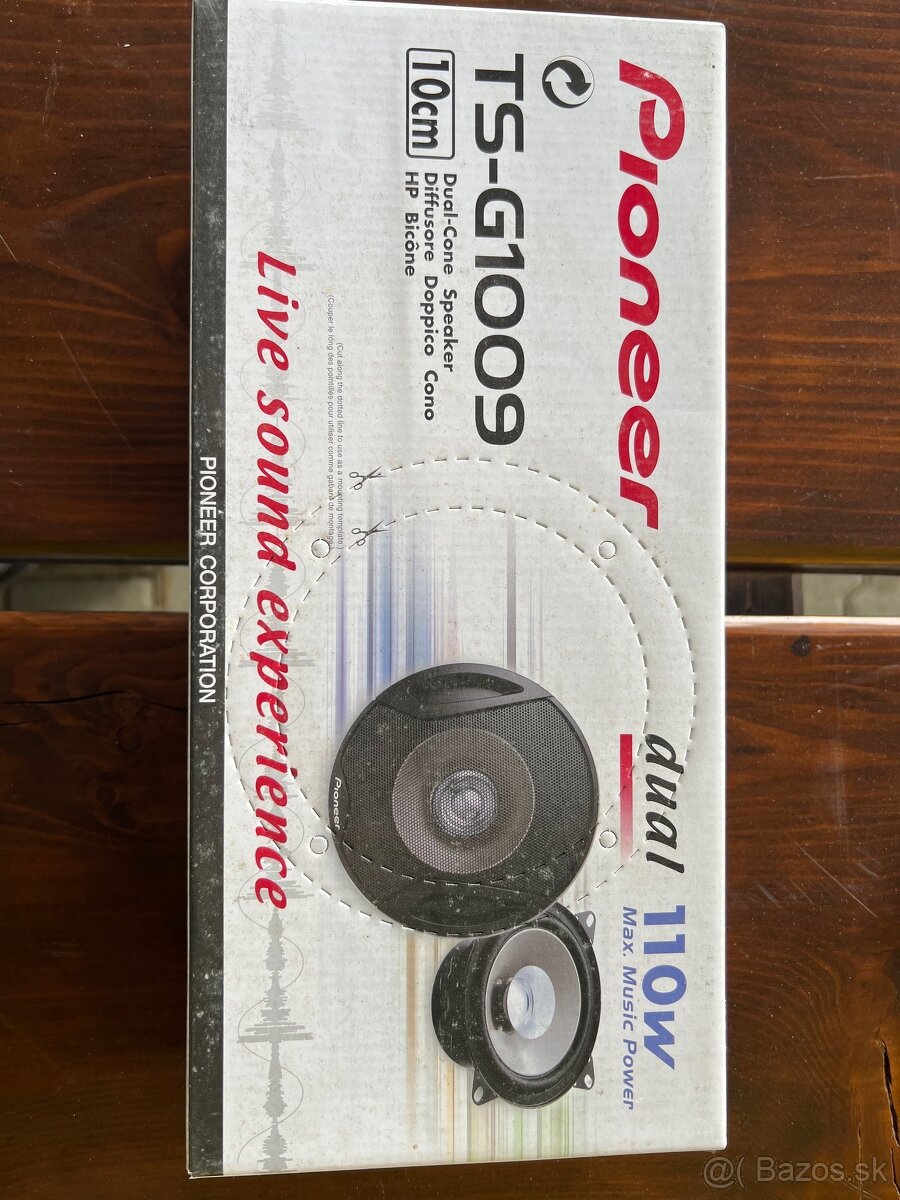 Pioneer
dual 110W
Max. Music Power
TS-G1009
10cm
Dual-Cone Speaker
Diffusore Doppico Cono
HP Bicône
(Cut along the dotted line to use as a mounting template.)
(Couper le long des pointillés pour utiliser comme gabarit de montage.)
Pioneer
Live sound experience
PIONEER CORPORATION
@( Bazos.sk